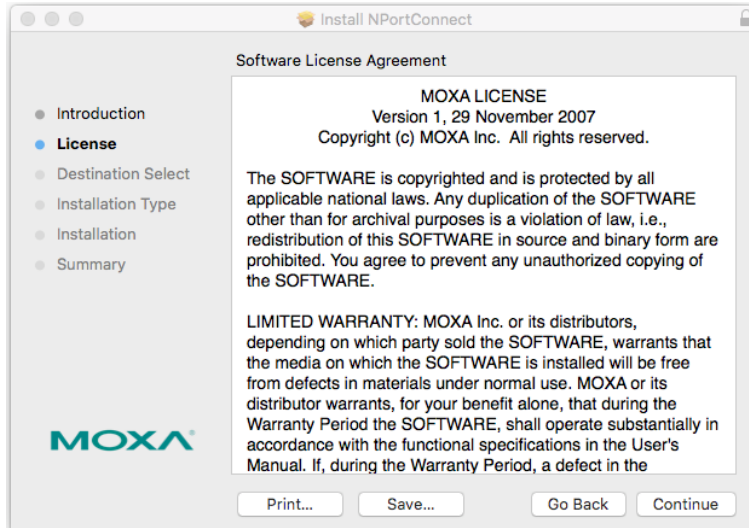 Install NPortConnect
Software License Agreement
Introduction
License
Destination Select
Installation Type
Installation
Summary
MOXA LICENSE
Version 1, 29 November 2007
Copyright (c) MOXA Inc.  All rights reserved.
The SOFTWARE is copyrighted and is protected by all
applicable national laws. Any duplication of the SOFTWARE
other than for archival purposes is a violation of law, i.e.,
redistribution of this SOFTWARE in source and binary form are
prohibited. You agree to prevent any unauthorized copying of
the SOFTWARE.
LIMITED WARRANTY: MOXA Inc. or its distributors,
depending on which party sold the SOFTWARE, warrants that
the media on which the SOFTWARE is installed will be free
from defects in materials under normal use. MOXA or its
distributor warrants, for your benefit alone, that during the
Warranty Period the SOFTWARE, shall operate substantially in
accordance with the functional specifications in the User's
Manual. If, during the Warranty Period, a defect in the
MOXA
Print...
Save...
Go Back
Continue